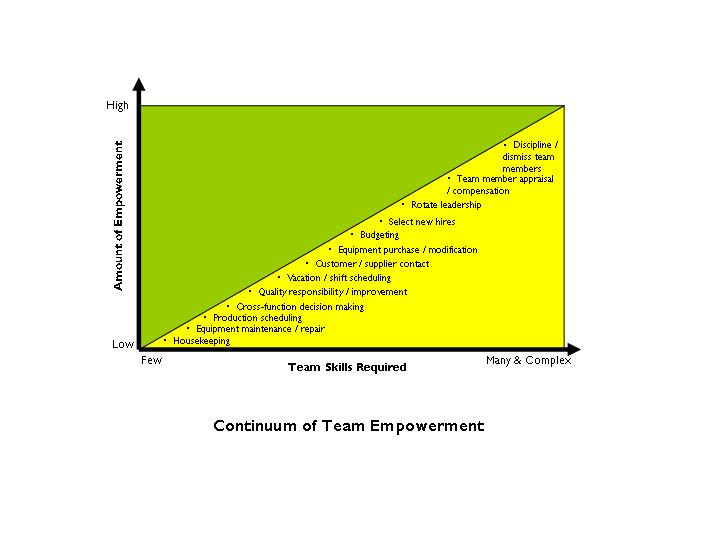 High
Amount of Empowerment
• Discipline /
dismiss team
members
• Team member appraisal
/ compensation
• Rotate leadership
• Select new hires
• Budgeting
• Equipment purchase / modification
• Customer / supplier contact
• Vacation / shift scheduling
• Quality responsibility / improvement
• Cross-function decision making
• Production scheduling
• Equipment maintenance / repair
• Housekeeping
Low
Few
Team Skills Required
Many & Complex
Continuum of Team Empowerment